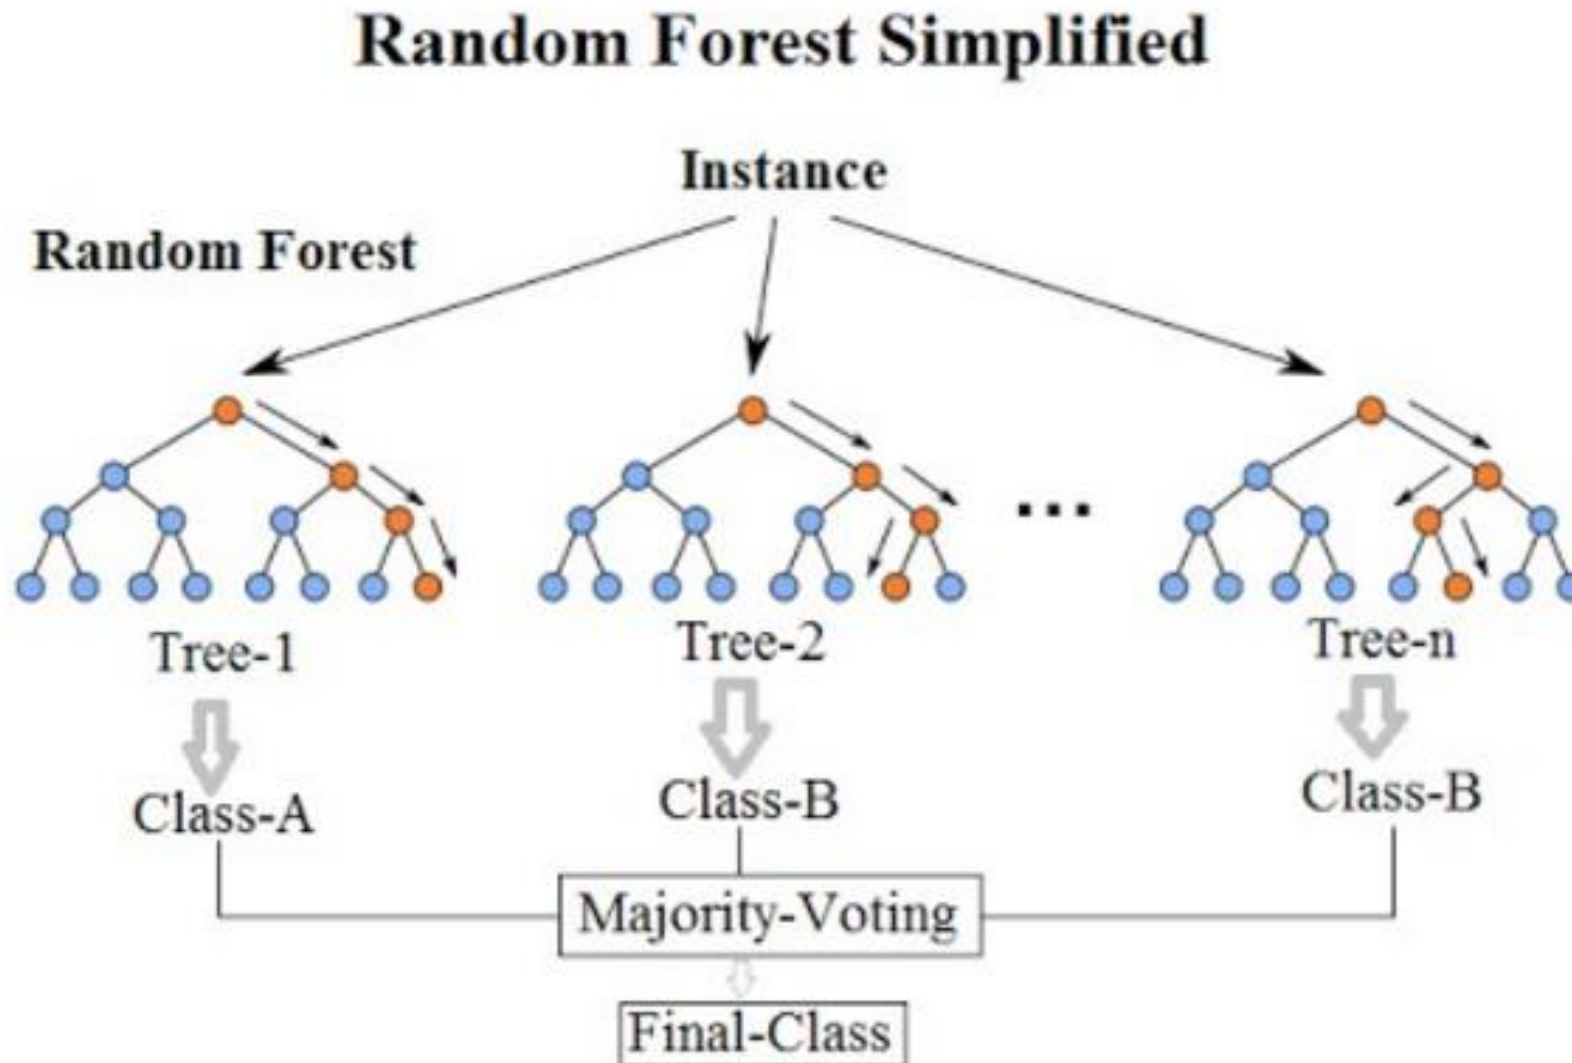 Random Forest Simplified
Instance
Random Forest
...
Tree-1
Tree-2
Tree-n
Class-A
Class-B
Class-B
Majority-Voting
Final-Class